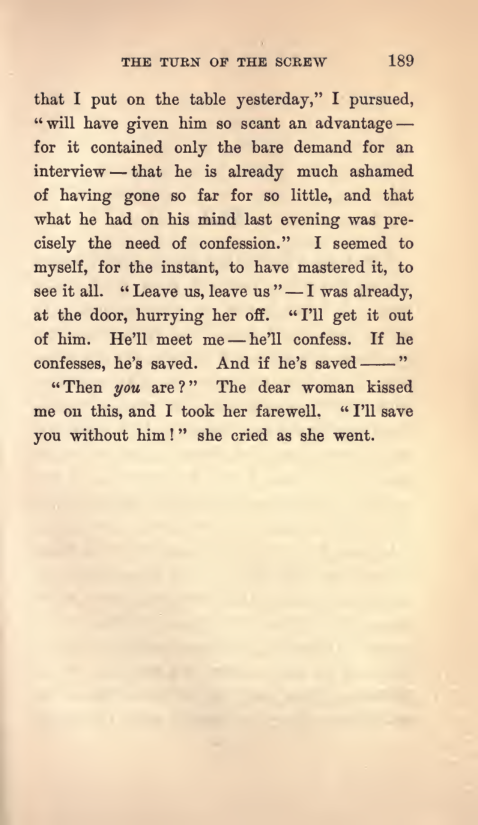 THE TURN OF THE SCREW 189
that I put on the table yesterday,” I pursued,
“will have given him so scant an advantage —
for it contained only the bare demand for an
interview — that he is already much ashamed
of having gone so far for so little, and that
what he had on his mind last evening was pre-
cisely the need of confession.” I seemed to
myself, for the instant, to have mastered it, to
see it all. “Leave us, leave us” — I was already,
at the door, hurrying her off. “I’ll get it out
of him. He’ll meet me — he’ll confess. If he
confesses, he’s saved. And if he’s saved ——”
“Then you are?” The dear woman kissed
me on this, and I took her farewell. “I’ll save
you without him!” she cried as she went.